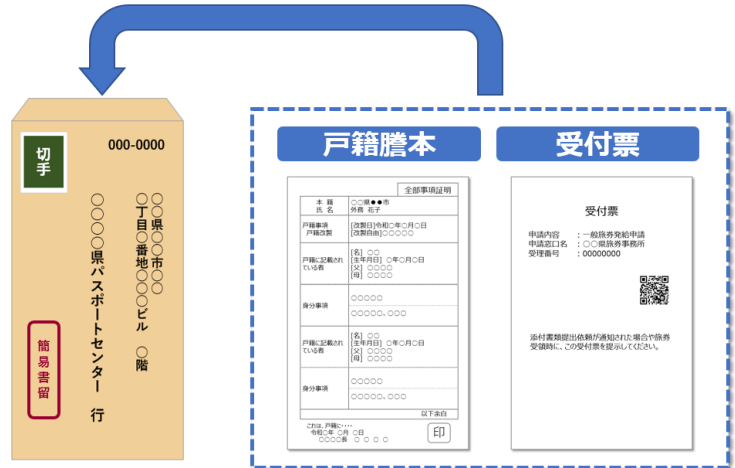 切手
000-0000
○○県○○市○○
○丁目○番地○○○ビル ○階
○○○○県パスポートセンター 行
簡易書留
戸籍謄本
受付票
全部事項証明
本 籍 ○○県●●市
氏 名 外務 花子
戸籍事項
戸籍改製
[改製日]令和○年○月○日
[改製自由]○○○○○
戸籍に記載され
ている者
[名] ○○
[生年月日] ○年○月○日
[父] ○○○○
[母] ○○○○
身分事項
○○○○○
○○○○○、○○○
戸籍に記載され
ている者
[名] ○○
[生年月日] ○年○月○日
[父] ○○○○
[母] ○○○○
身分事項
○○○○○
○○○○○、○○○
以下余白
これは、戸籍に・・・・
令和○年 ○月 ○日
○○○○長 ○ ○ ○ ○
印
受付票
申請内容 :一般旅券発給申請
申請窓口名 :○○県旅券事務所
受理番号 :00000000
添付書類提出依頼が通知された場合や旅券
受領時に、この受付票を提示してください。